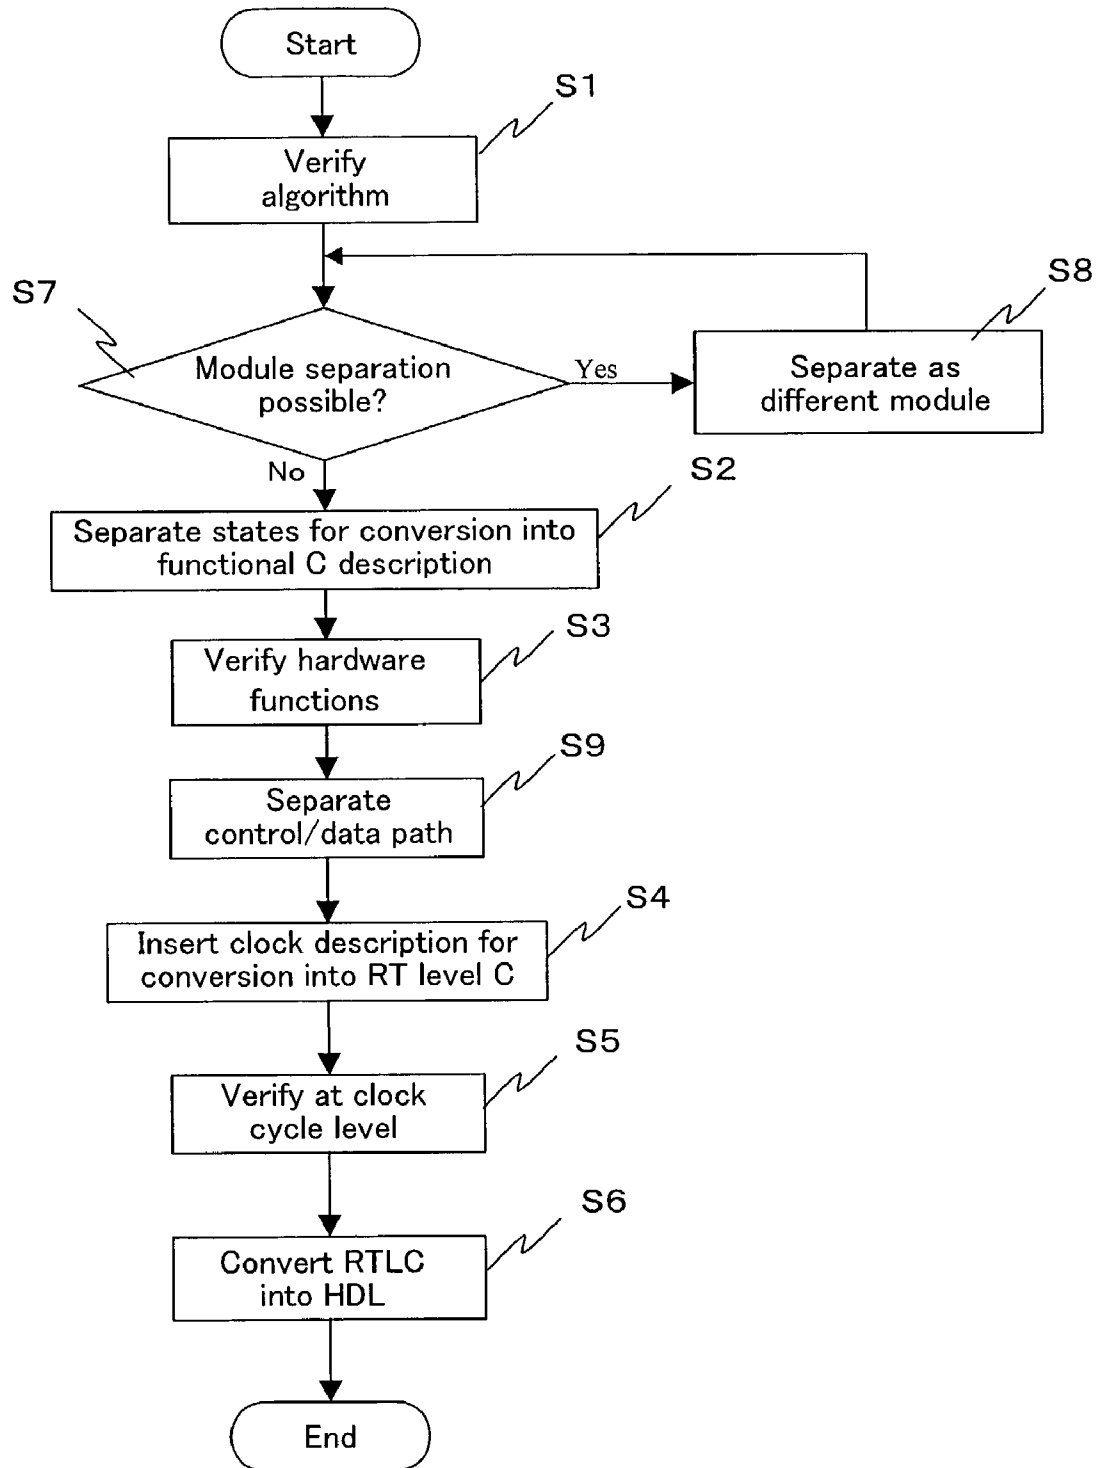 Start
S1
Verify
algorithm
S7
S8
Module separation
possible?
Yes
Separate as
different module
No
S2
Separate states for conversion into
functional C description
S3
Verify hardware
functions
S9
Separate
control/data path
S4
Insert clock description for
conversion into RT level C
S5
Verify at clock
cycle level
S6
Convert RTLC
into HDL
End